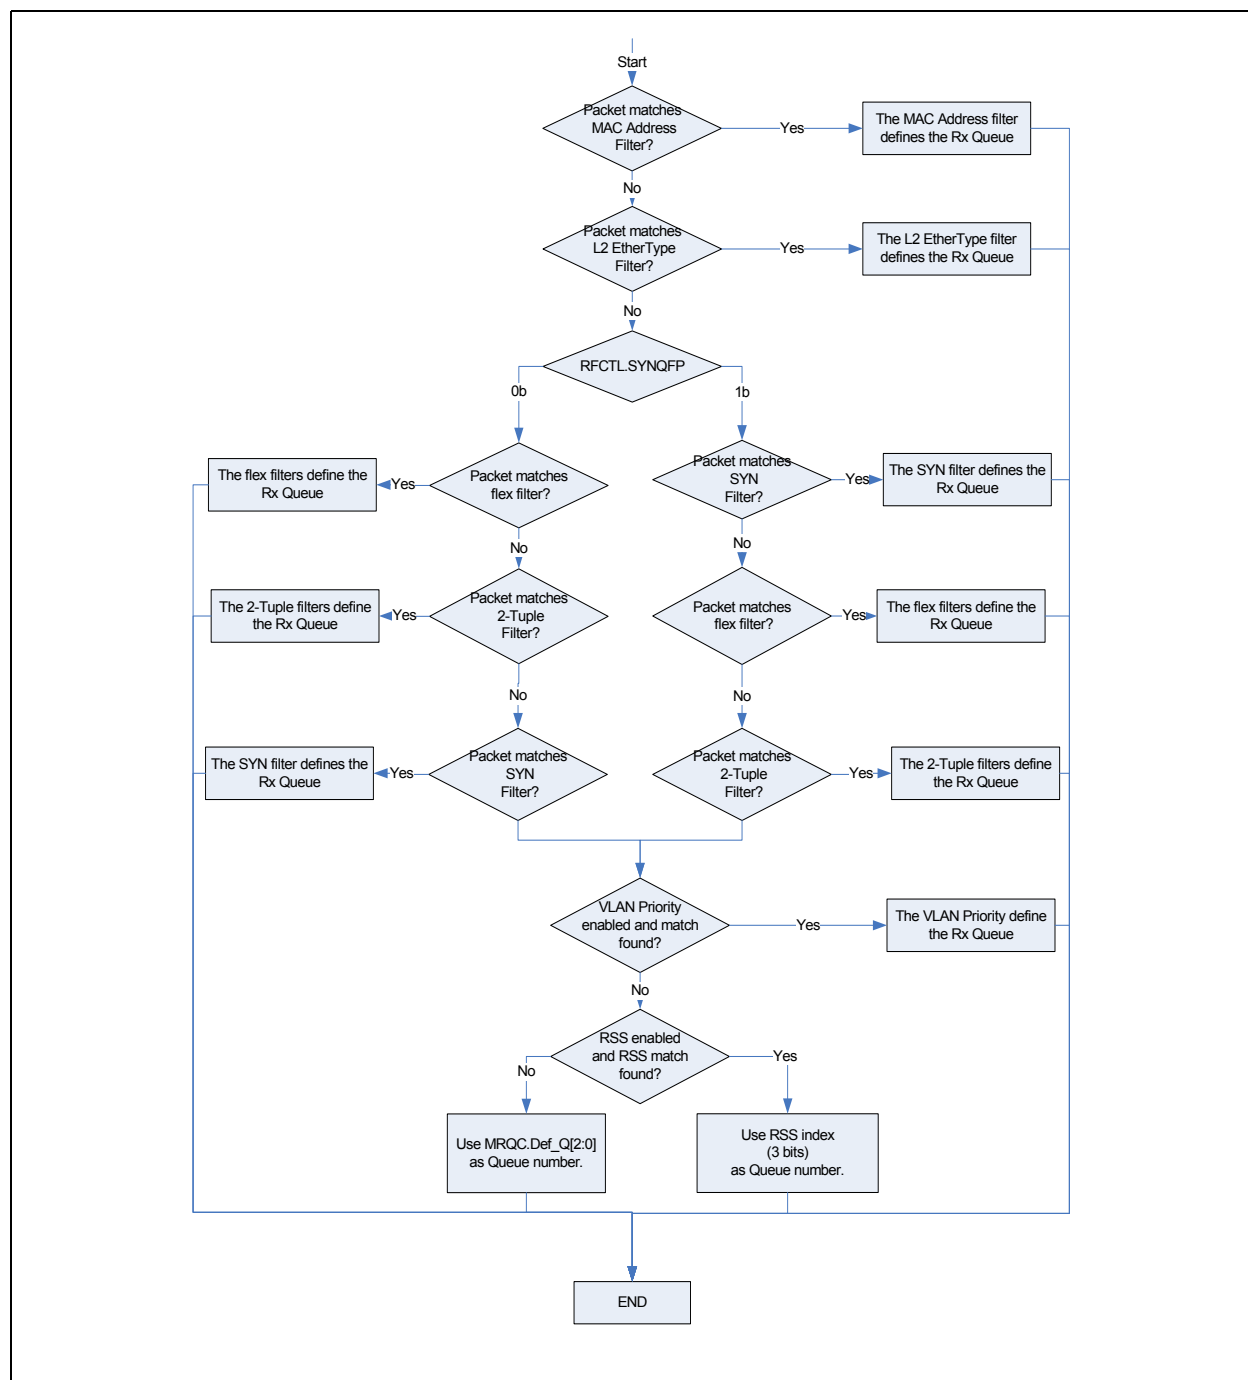 Start
Packet matches
MAC Address
Filter?
Yes
The MAC Address filter
defines the Rx Queue
No
Packet matches
L2 EtherType
Filter?
Yes
The L2 EtherType filter
defines the Rx Queue
No
RFCTL.SYNQFP
0b
1b
Packet matches
flex filter?
Yes
The flex filters define the
Rx Queue
Packet matches
SYN
Filter?
Yes
The SYN filter defines the
Rx Queue
No
No
Packet matches
2-Tuple
Filter?
Yes
The 2-Tuple filters define
the Rx Queue
Packet matches
flex filter?
Yes
The flex filters define the
Rx Queue
No
No
Packet matches
SYN
Filter?
Yes
The SYN filter defines the
Rx Queue
Packet matches
2-Tuple
Filter?
Yes
The 2-Tuple filters define
the Rx Queue
VLAN Priority
enabled and match
found?
Yes
The VLAN Priority define
the Rx Queue
No
RSS enabled
and RSS match
found?
No
Yes
Use MRQC.Def_Q[2:0]
as Queue number.
Use RSS index
(3 bits)
as Queue number.
END